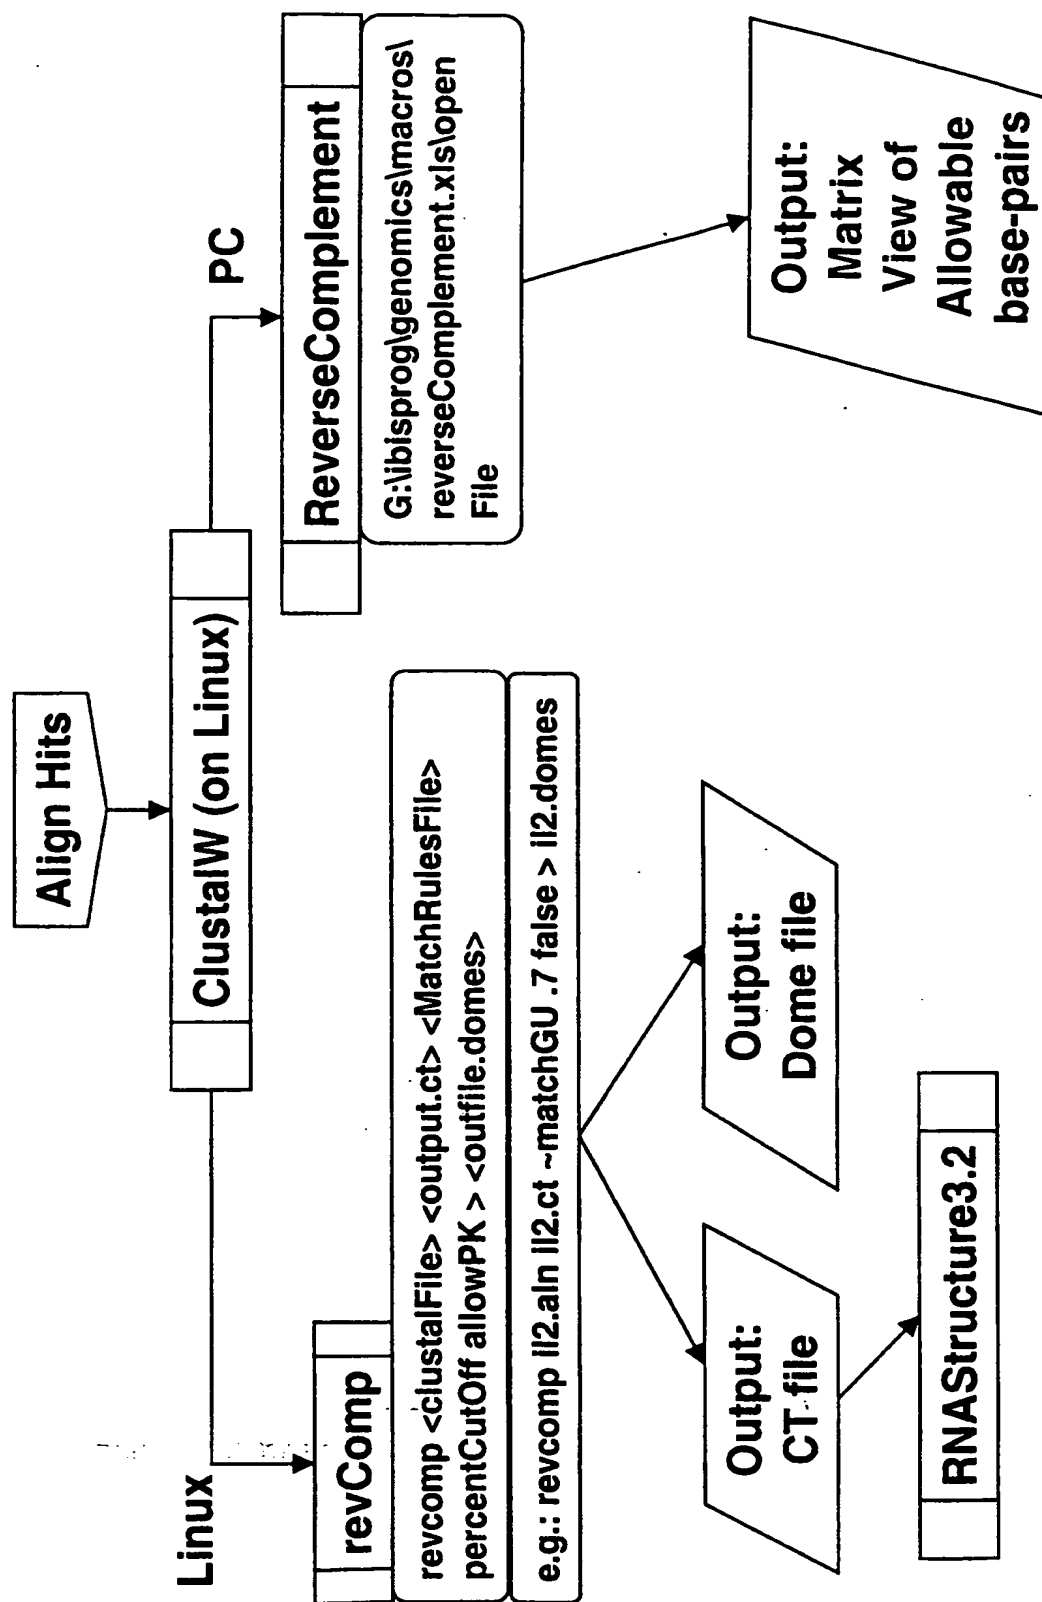 Align Hits
ClustalW (on Linux)
Linux
PC
revComp
revcomp <clustalFile> <output.ct> <MatchRulesFile>
percentCutOff allowPK > <outfile.domes>
e.g.: revcomp il2.aln il2.ct ~matchGU .7 false > il2.domes
ReverseComplement
G:\ibisprog\genomics\macros\
reverseComplement.xls\open
File
Output:
CT file
Output:
Dome file
Output:
Matrix
View of
Allowable
base-pairs
RNAStructure3.2